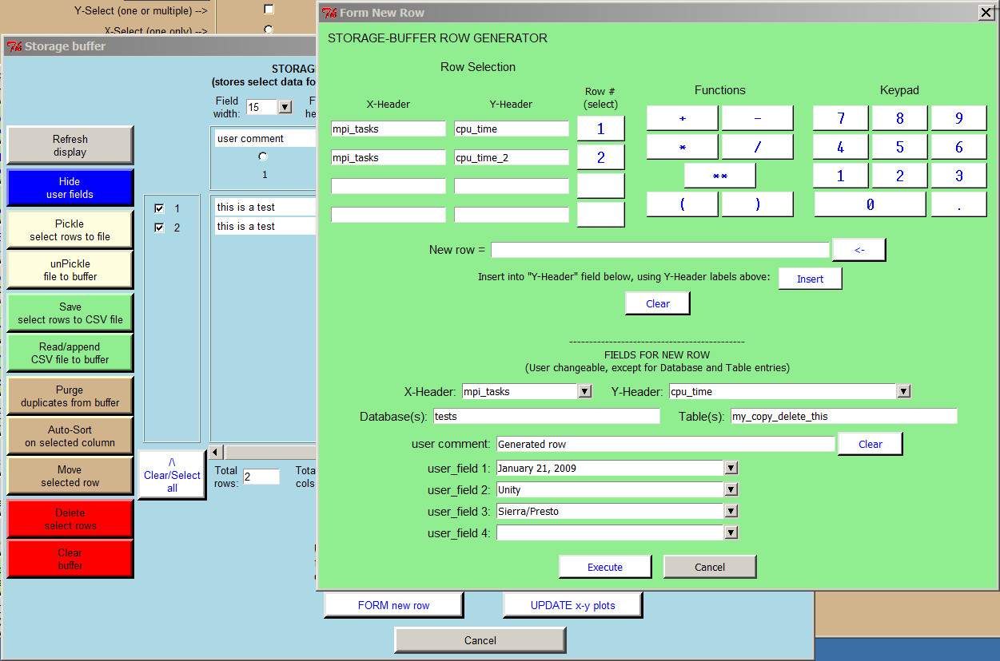 Y-Select (one or multiple) -->
X-Select (one only) -->
Storage buffer
STORAG
(stores select data fo
Field
width:
15
F
he
Refresh
display
Hide
user fields
Pickle
select rows to file
unPickle
file to buffer
Save
select rows to CSV file
Read/append
CSV file to buffer
Purge
duplicates from buffer
Auto-Sort
on selected column
Move
selected row
Delete
select rows
Clear
buffer
user comment
1
1
2
this is a test
this is a test
/\
Clear/Select
all
Total
rows:
2
Tota
cols
FORM new row
UPDATE x-y plots
Cancel
Form New Row
STORAGE-BUFFER ROW GENERATOR
Row Selection
X-Header
Y-Header
Row #
(select)
mpi_tasks
cpu_time
1
mpi_tasks
cpu_time_2
2
Functions
+ -
* /
**
( )
Keypad
7 8 9
4 5 6
1 2 3
0 .
New row =
<-
Insert into "Y-Header" field below, using Y-Header labels above:
Insert
Clear
--------------------------------------------
FIELDS FOR NEW ROW
(User changeable, except for Database and Table entries)
X-Header: mpi_tasks
Y-Header: cpu_time
Database(s): tests
Table(s): my_copy_delete_this
user comment: Generated row
Clear
user_field 1: January 21, 2009
user_field 2: Unity
user_field 3: Sierra/Presto
user_field 4:
Execute
Cancel